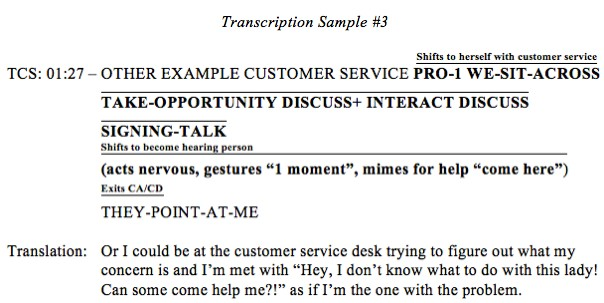 Transcription Sample #3
Shifts to herself with customer service
TCS: 01:27 – OTHER EXAMPLE CUSTOMER SERVICE PRO-1 WE-SIT-ACROSS
TAKE-OPPORTUNITY DISCUSS+ INTERACT DISCUSS
SIGNING-TALK
Shifts to become hearing person
(acts nervous, gestures “1 moment”, mimes for help “come here”)
Exits CA/CD
THEY-POINT-AT-ME
Translation: Or I could be at the customer service desk trying to figure out what my
concern is and I’m met with “Hey, I don’t know what to do with this lady!
Can some come help me?!” as if I’m the one with the problem.